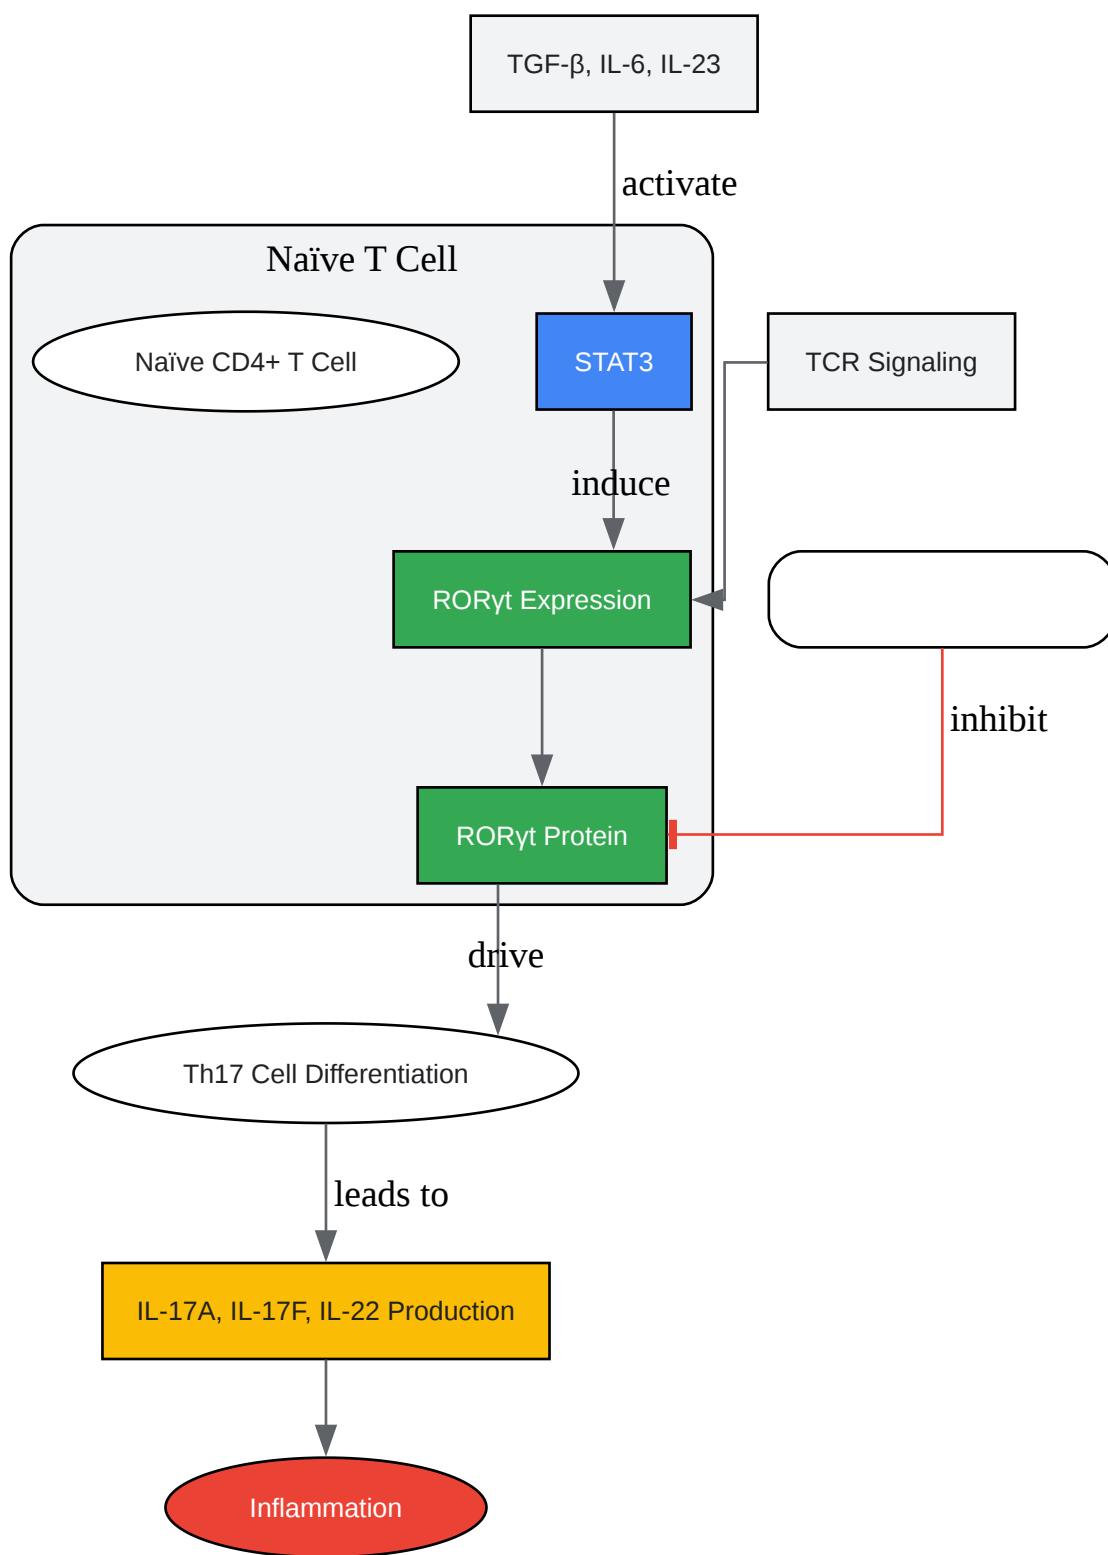 TGF-β, IL-6, IL-23
activate
Naïve T Cell
Naïve CD4+ T Cell
STAT3
TCR Signaling
induce
RORγt Expression
inhibit
RORγt Protein
drive
Th17 Cell Differentiation
leads to
IL-17A, IL-17F, IL-22 Production
Inflammation